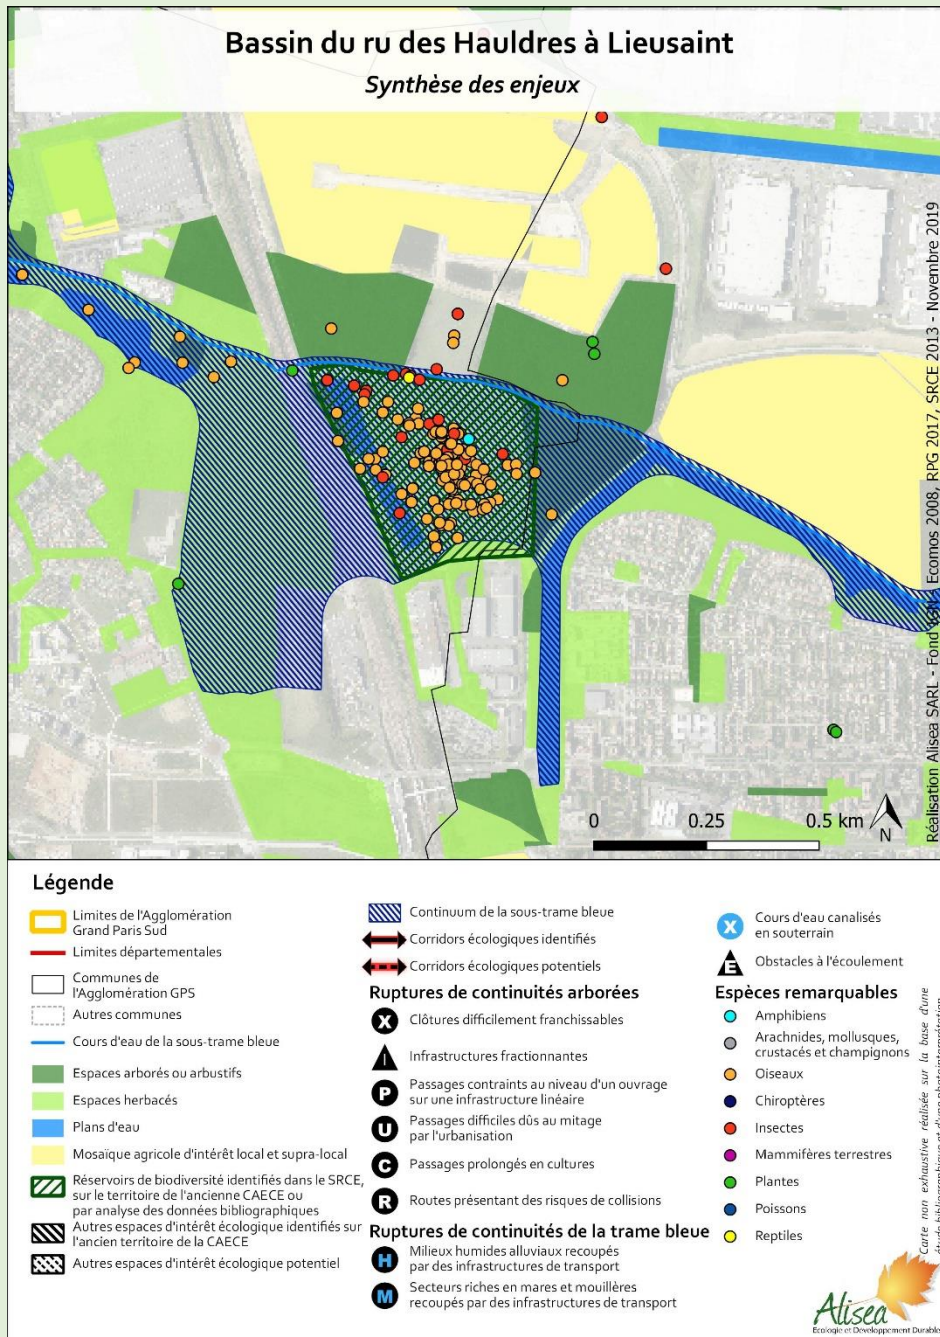 Bassin du ru des Hauldres à Lieusaint
Synthèse des enjeux
0
0.25
0.5 km
N
Réalisation Alisea SARL - Fond IGN, Ecomos 2008, RPG 2017, SRCE 2013 - Novembre 2019
Légende
Limites de l'Agglomération
Grand Paris Sud
Limites départementales
Communes de
l'Agglomération GPS
Autres communes
Cours d'eau de la sous-trame bleue
Espaces arborés ou arbustifs
Espaces herbacés
Plans d'eau
Mosaïque agricole d'intérêt local et supra-local
Réservoirs de biodiversité identifiés dans le SRCE,
sur le territoire de l'ancienne CAECE ou
par analyse des données bibliographiques
Autres espaces d'intérêt écologique identifiés sur
l'ancien territoire de la CAECE
Autres espaces d'intérêt écologique potentiel
Continuum de la sous-trame bleue
Corridors écologiques identifiés
Corridors écologiques potentiels
Ruptures de continuités arborées
X Clôtures difficilement franchissables
I Infrastructures fractionnantes
P Passages contraints au niveau d'un ouvrage
sur une infrastructure linéaire
U Passages difficiles dûs au mitage
par l'urbanisation
C Passages prolongés en cultures
R Routes présentant des risques de collisions
Ruptures de continuités de la trame bleue
H Milieux humides alluviaux recoupés
par des infrastructures de transport
M Secteurs riches en mares et mouillères
recoupés par des infrastructures de transport
X Cours d'eau canalisés
en souterrain
E Obstacles à l'écoulement
Espèces remarquables
Amphibiens
Arachnides, mollusques,
crustacés et champignons
Oiseaux
Chiroptères
Insectes
Mammifères terrestres
Plantes
Poissons
Reptiles
Carte non exhaustive réalisée sur la base d'une
étude bibliographique et d'une photointerprétation
Alisea
Ecologie et Développement Durable